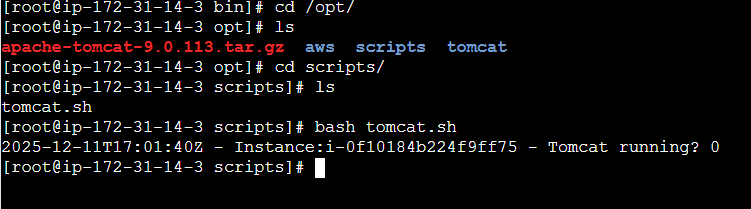 [root@ip-172-31-14-3 bin]# cd /opt/
[root@ip-172-31-14-3 opt]# ls
apache-tomcat-9.0.113.tar.gz  aws  scripts  tomcat
[root@ip-172-31-14-3 opt]# cd scripts/
[root@ip-172-31-14-3 scripts]# ls
tomcat.sh
[root@ip-172-31-14-3 scripts]# bash tomcat.sh
2025-12-11T17:01:40Z - Instance:i-0f10184b224f9ff75 - Tomcat running? 0
[root@ip-172-31-14-3 scripts]#